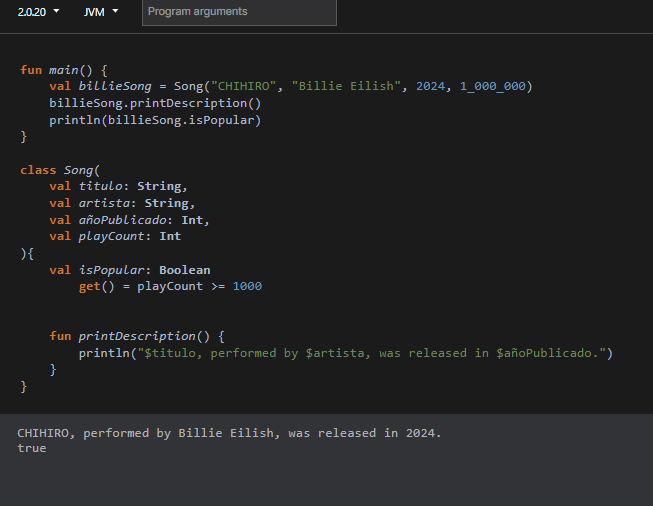 2.0.20 JVM Program arguments
fun main() {
    val billieSong = Song("CHIHIRO", "Billie Eilish", 2024, 1_000_000)
    billieSong.printDescription()
    println(billieSong.isPopular)
}
class Song(
    val titulo: String,
    val artista: String,
    val añoPublicado: Int,
    val playCount: Int
){
    val isPopular: Boolean
        get() = playCount >= 1000
    fun printDescription() {
        println("$titulo, performed by $artista, was released in $añoPublicado.")
    }
}
CHIHIRO, performed by Billie Eilish, was released in 2024.
true